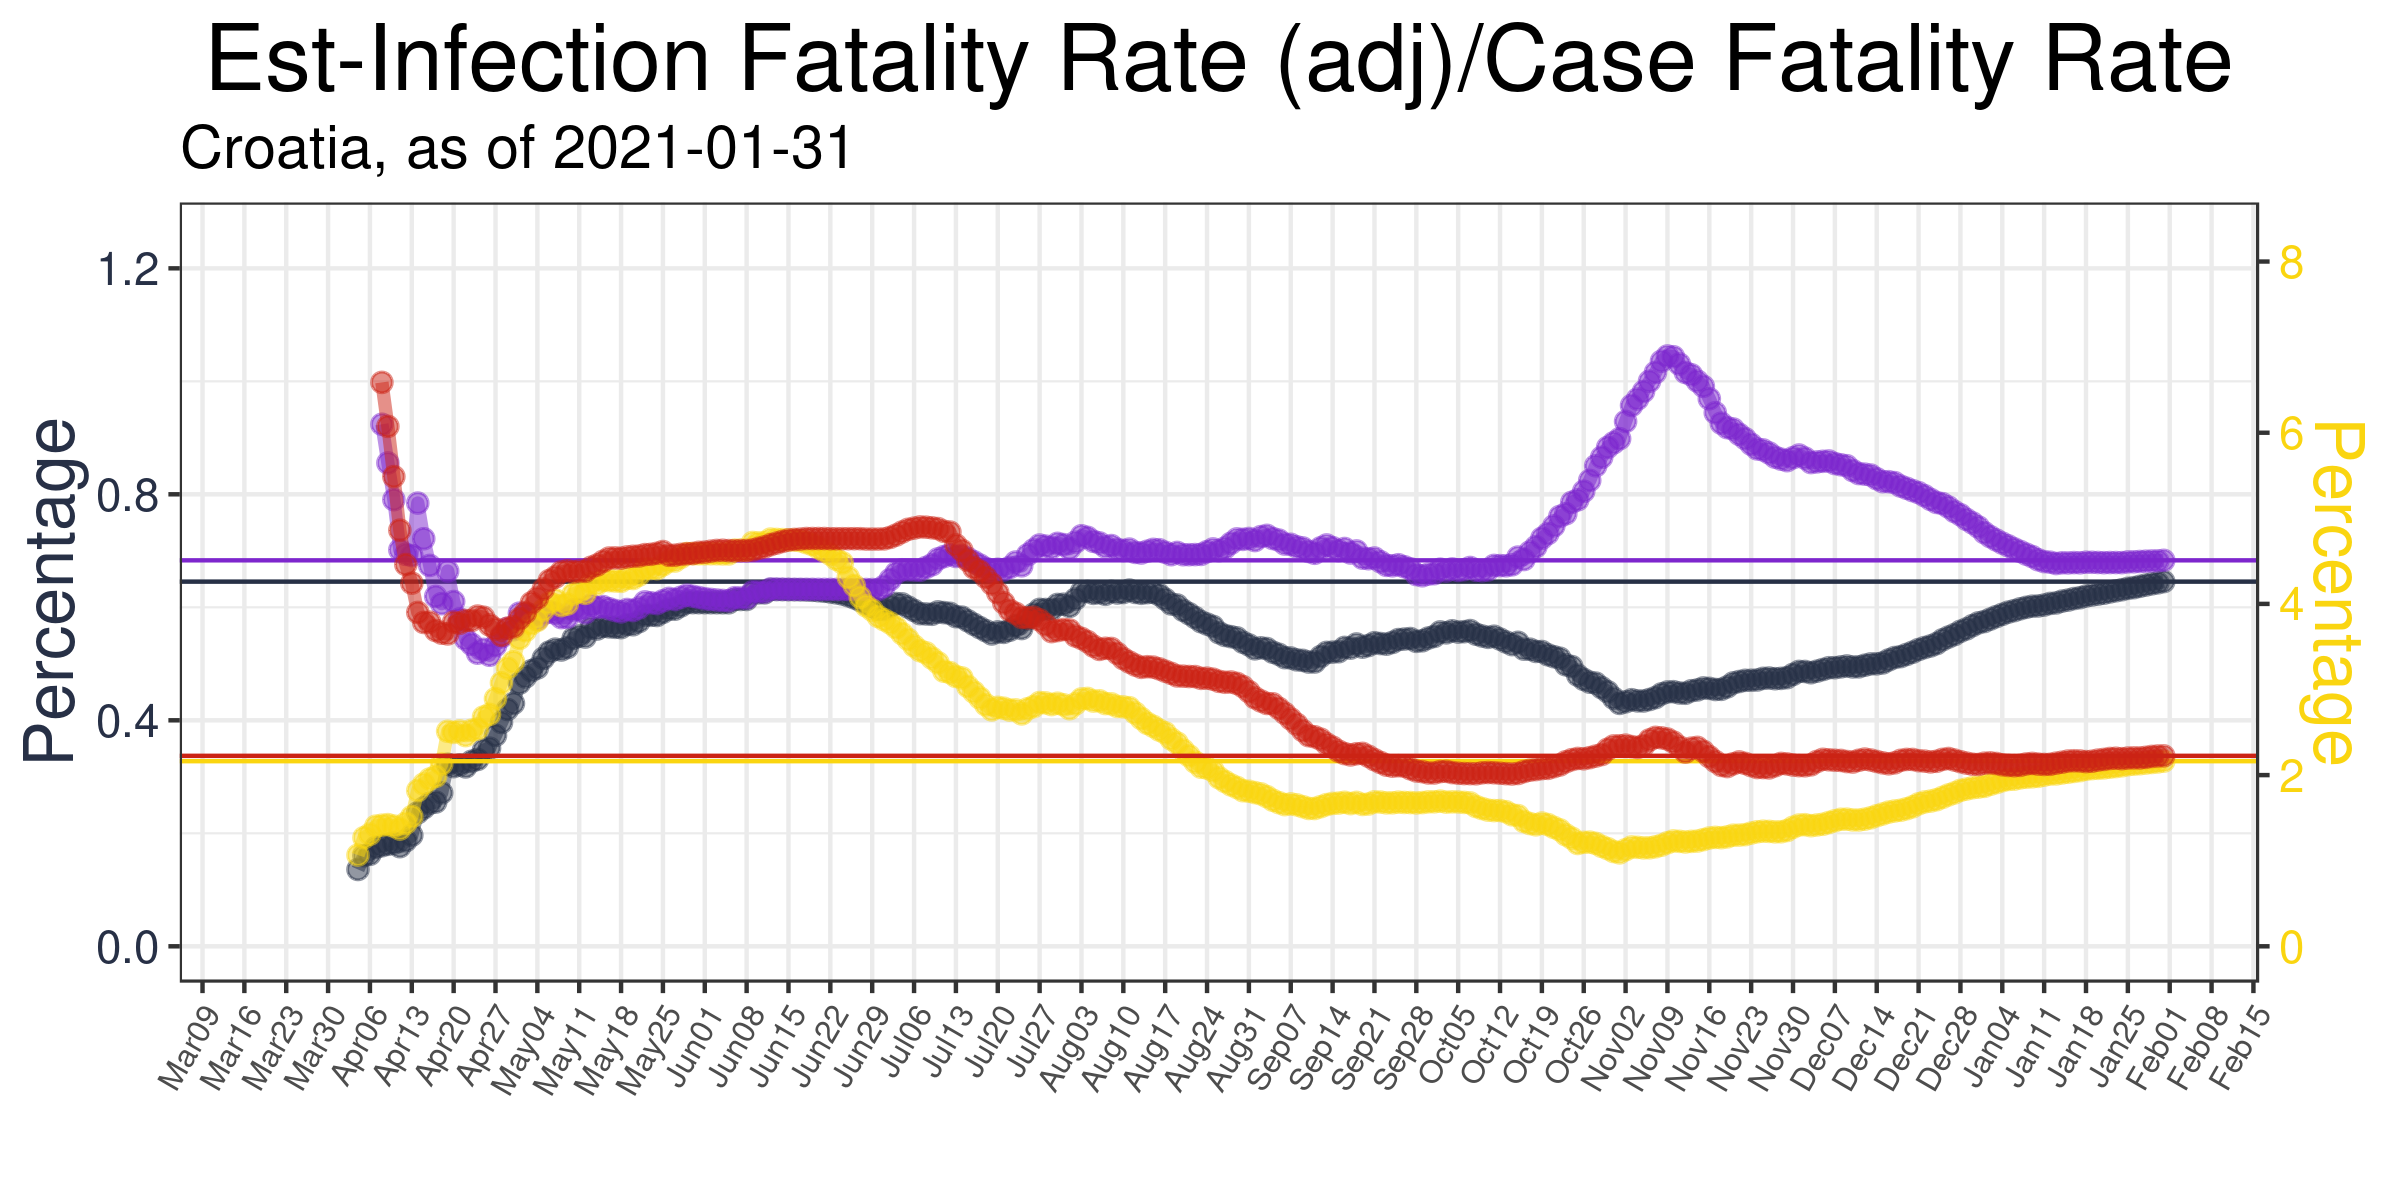 Est-Infection Fatality Rate (adj)/Case Fatality Rate
Croatia, as of 2021-01-31
Percentage
1.2
0.8
0.4
0.0
8
6
4
2
0
Percentage
Mar09
Mar16
Mar23
Mar30
Apr06
Apr13
Apr20
Apr27
May04
May11
May18
May25
Jun01
Jun08
Jun15
Jun22
Jun29
Jul06
Jul13
Jul20
Jul27
Aug03
Aug10
Aug17
Aug24
Aug31
Sep07
Sep14
Sep21
Sep28
Oct05
Oct12
Oct19
Oct26
Nov02
Nov09
Nov16
Nov23
Nov30
Dec07
Dec14
Dec21
Dec28
Jan04
Jan11
Jan18
Jan25
Feb01
Feb08
Feb15